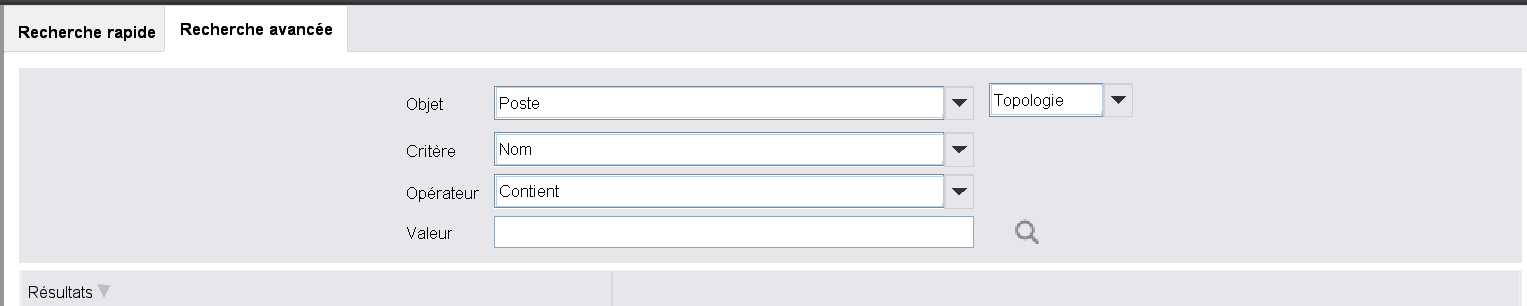 Recherche rapide
Recherche avancée
Objet Poste Topologie
Critère Nom
Opérateur Contient
Valeur
Résultats